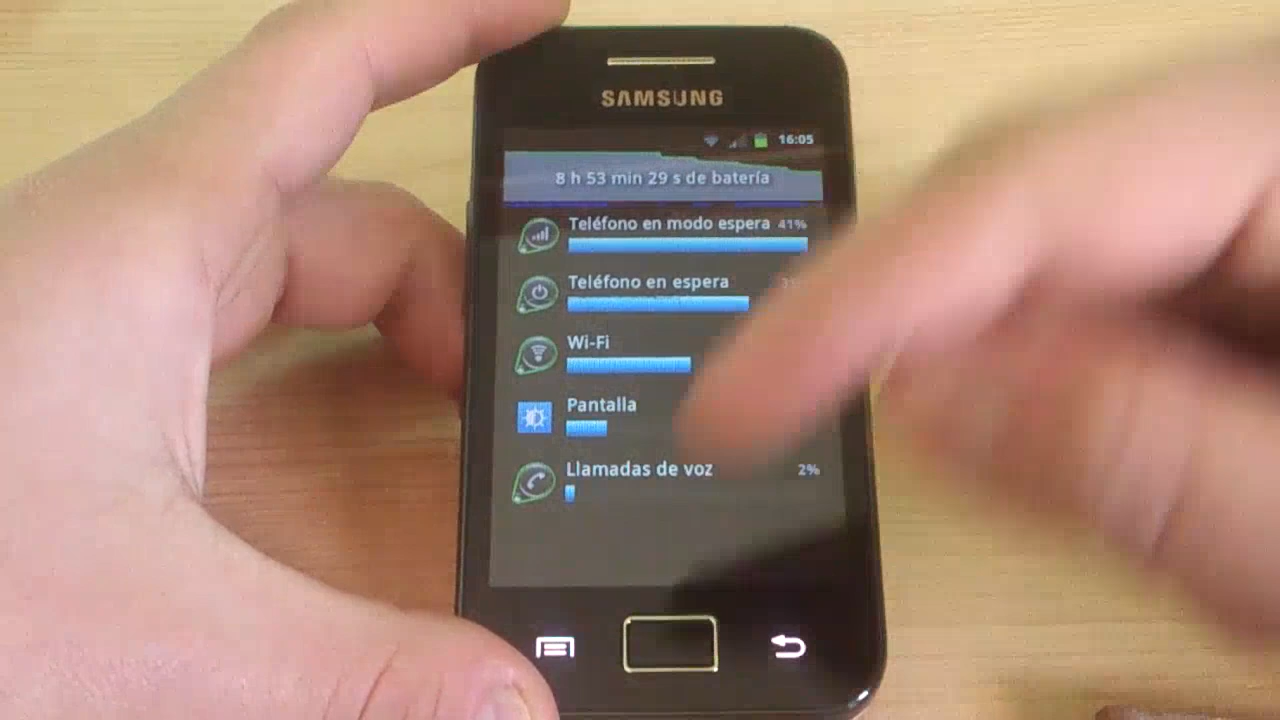 SAMSUNG
16:05
8 h 53 min 29 s de batería
Teléfono en modo espera 41%
Teléfono en espera
Wi-Fi
Pantalla
Llamadas de voz 2%